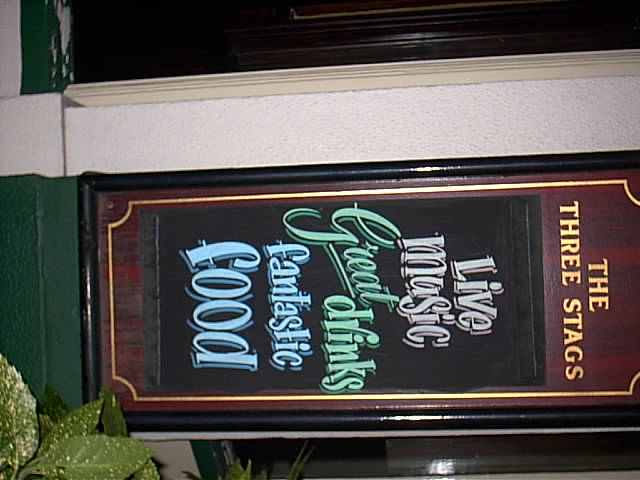 THE
THREE STAGS
Live
music
Great
drinks
fantastic
food